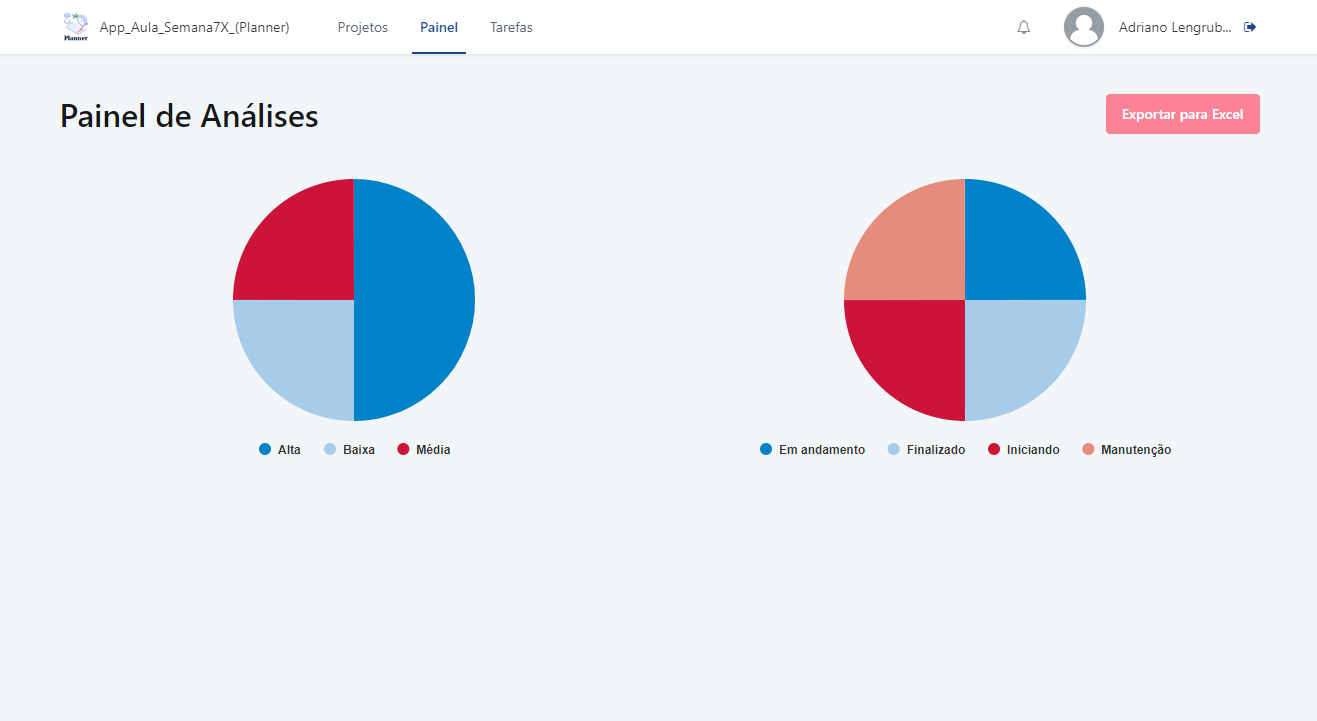 Planner
App_Aula_Semana7X_(Planner)
Projetos
Painel
Tarefas
Adriano Lengrub...
Painel de Análises
Exportar para Excel
Alta
Baixa
Média
Em andamento
Finalizado
Iniciando
Manutenção